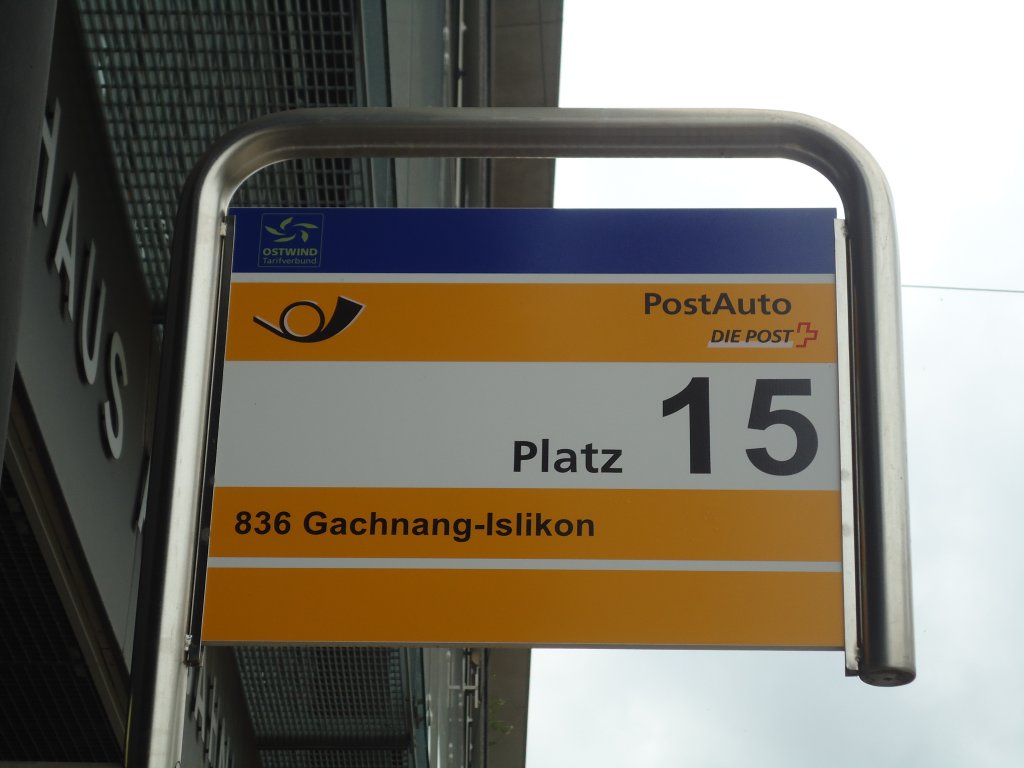 OSTWIND
Tarifverbund
PostAuto
DIE POST
Platz 15
836 Gachnang-Islikon
HAUS